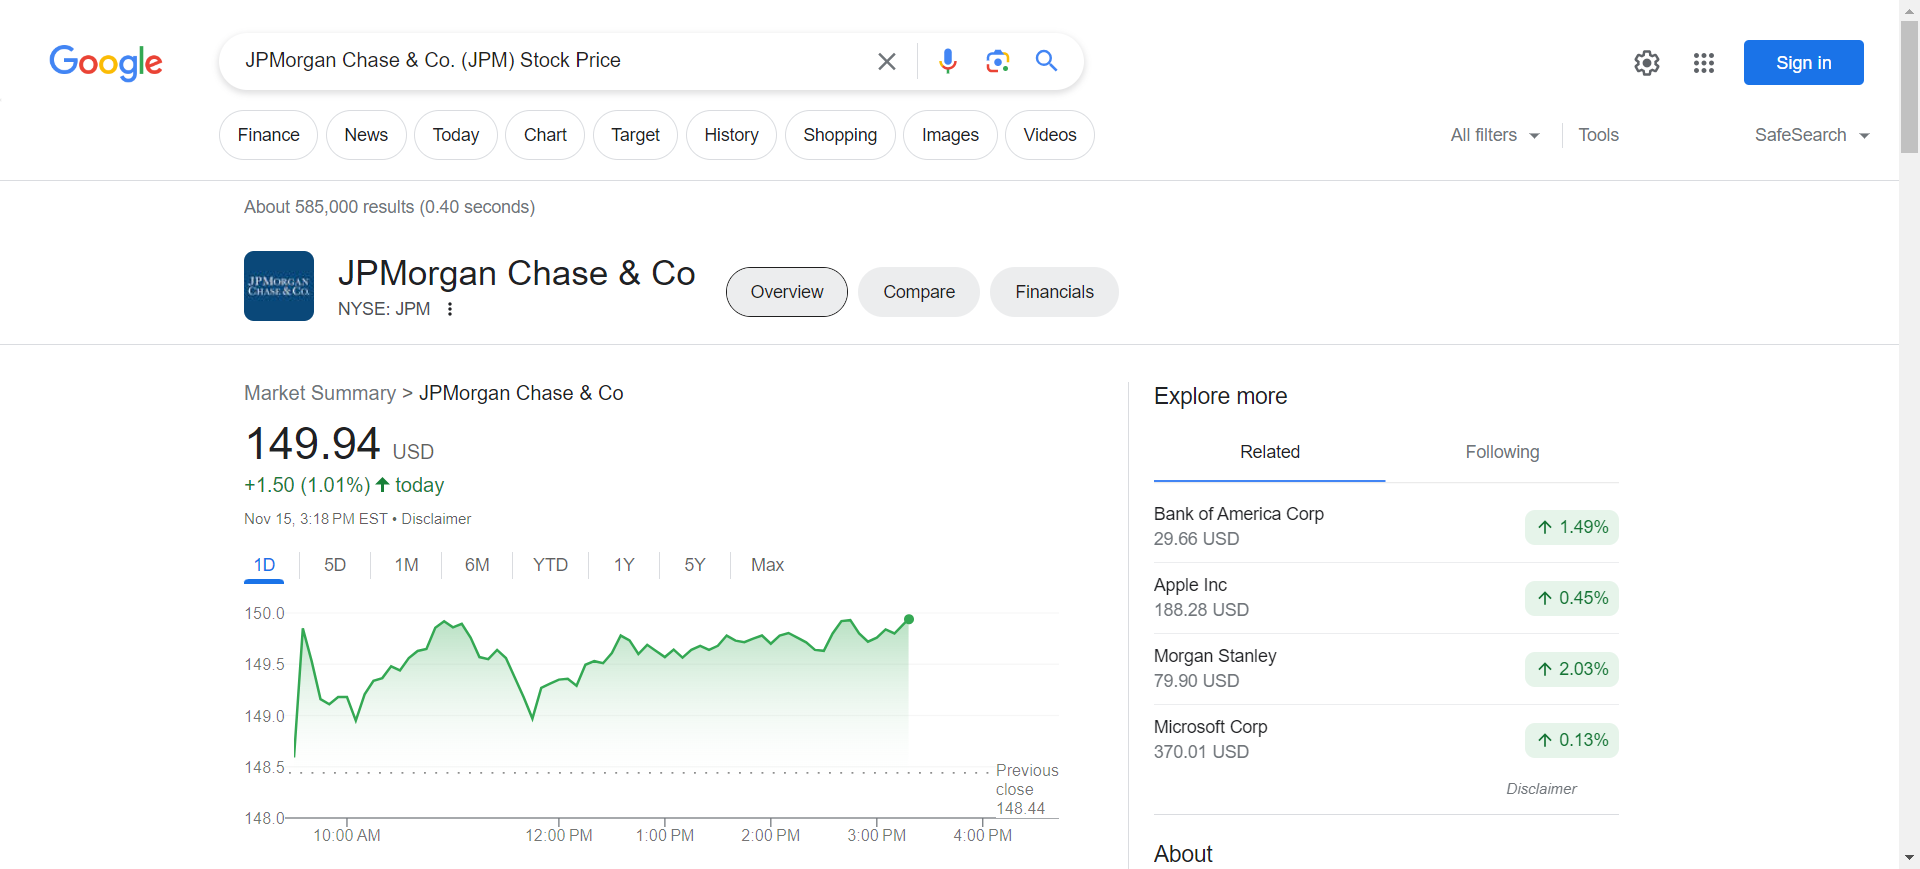 Google
JPMorgan Chase & Co. (JPM) Stock Price
Sign in
Finance
News
Today
Chart
Target
History
Shopping
Images
Videos
All filters
Tools
SafeSearch
About 585,000 results (0.40 seconds)
JPMORGAN
CHASE & CO.
JPMorgan Chase & Co
NYSE: JPM
Overview
Compare
Financials
Market Summary > JPMorgan Chase & Co
149.94 USD
+1.50 (1.01%) today
Nov 15, 3:18 PM EST • Disclaimer
1D
5D
1M
6M
YTD
1Y
5Y
Max
150.0
149.5
149.0
148.5
148.0
Previous
close
148.44
10:00 AM
12:00 PM
1:00 PM
2:00 PM
3:00 PM
4:00 PM
Explore more
Related
Following
Bank of America Corp
29.66 USD
1.49%
Apple Inc
188.28 USD
0.45%
Morgan Stanley
79.90 USD
2.03%
Microsoft Corp
370.01 USD
0.13%
Disclaimer
About